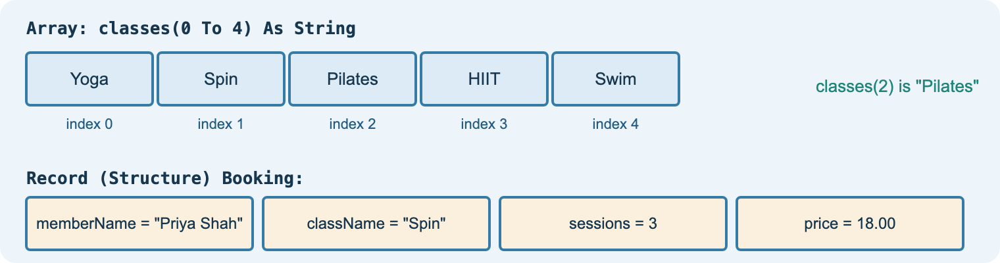 Array: classes(0 To 4) As String
Yoga
Spin
Pilates
HIIT
Swim
classes(2) is "Pilates"
index 0
index 1
index 2
index 3
index 4
Record (Structure) Booking:
memberName = "Priya Shah"
className = "Spin"
sessions = 3
price = 18.00